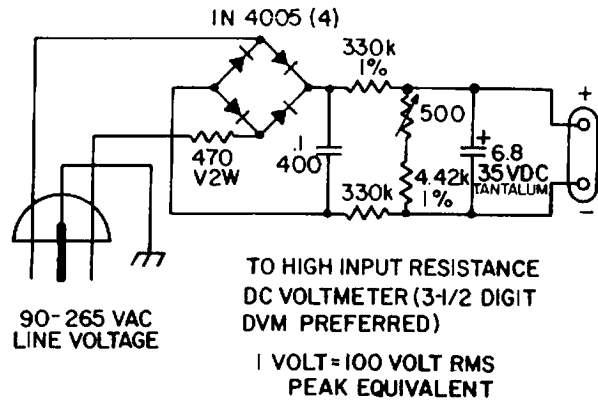 IN 4005 (4)
330k
1%
500
+
.1
400
+
6.8
35 VDC
TANTALUM
470
V2W
4.42k
1%
330k
−
90-265 VAC
LINE VOLTAGE
TO HIGH INPUT RESISTANCE
DC VOLTMETER (3-1/2 DIGIT
DVM PREFERRED)
1 VOLT=100 VOLT RMS
PEAK EQUIVALENT